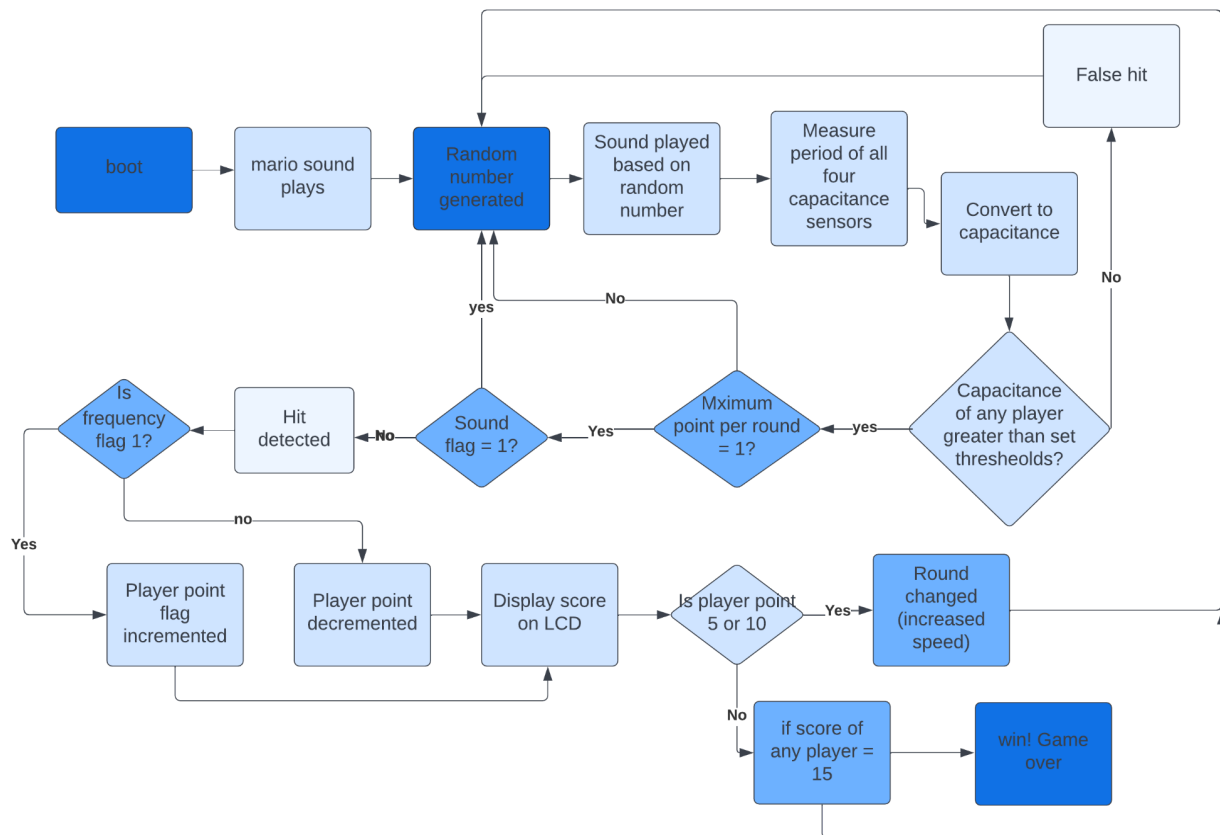 False hit
boot
mario sound
plays
Random
number
generated
Sound played
based on
random
number
Measure
period of all
four
capacitance
sensors
Convert to
capacitance
No
yes
No
Is
frequency
flag 1?
Hit
detected
No
Sound
flag = 1?
Yes
Mximum
point per round
= 1?
yes
Capacitance
of any player
greater than set
thresheolds?
Yes
no
Player point
flag
incremented
Player point
decremented
Display score
on LCD
Is player point
5 or 10
Yes
Round
changed
(increased
speed)
No
if score of
any player =
15
win! Game
over